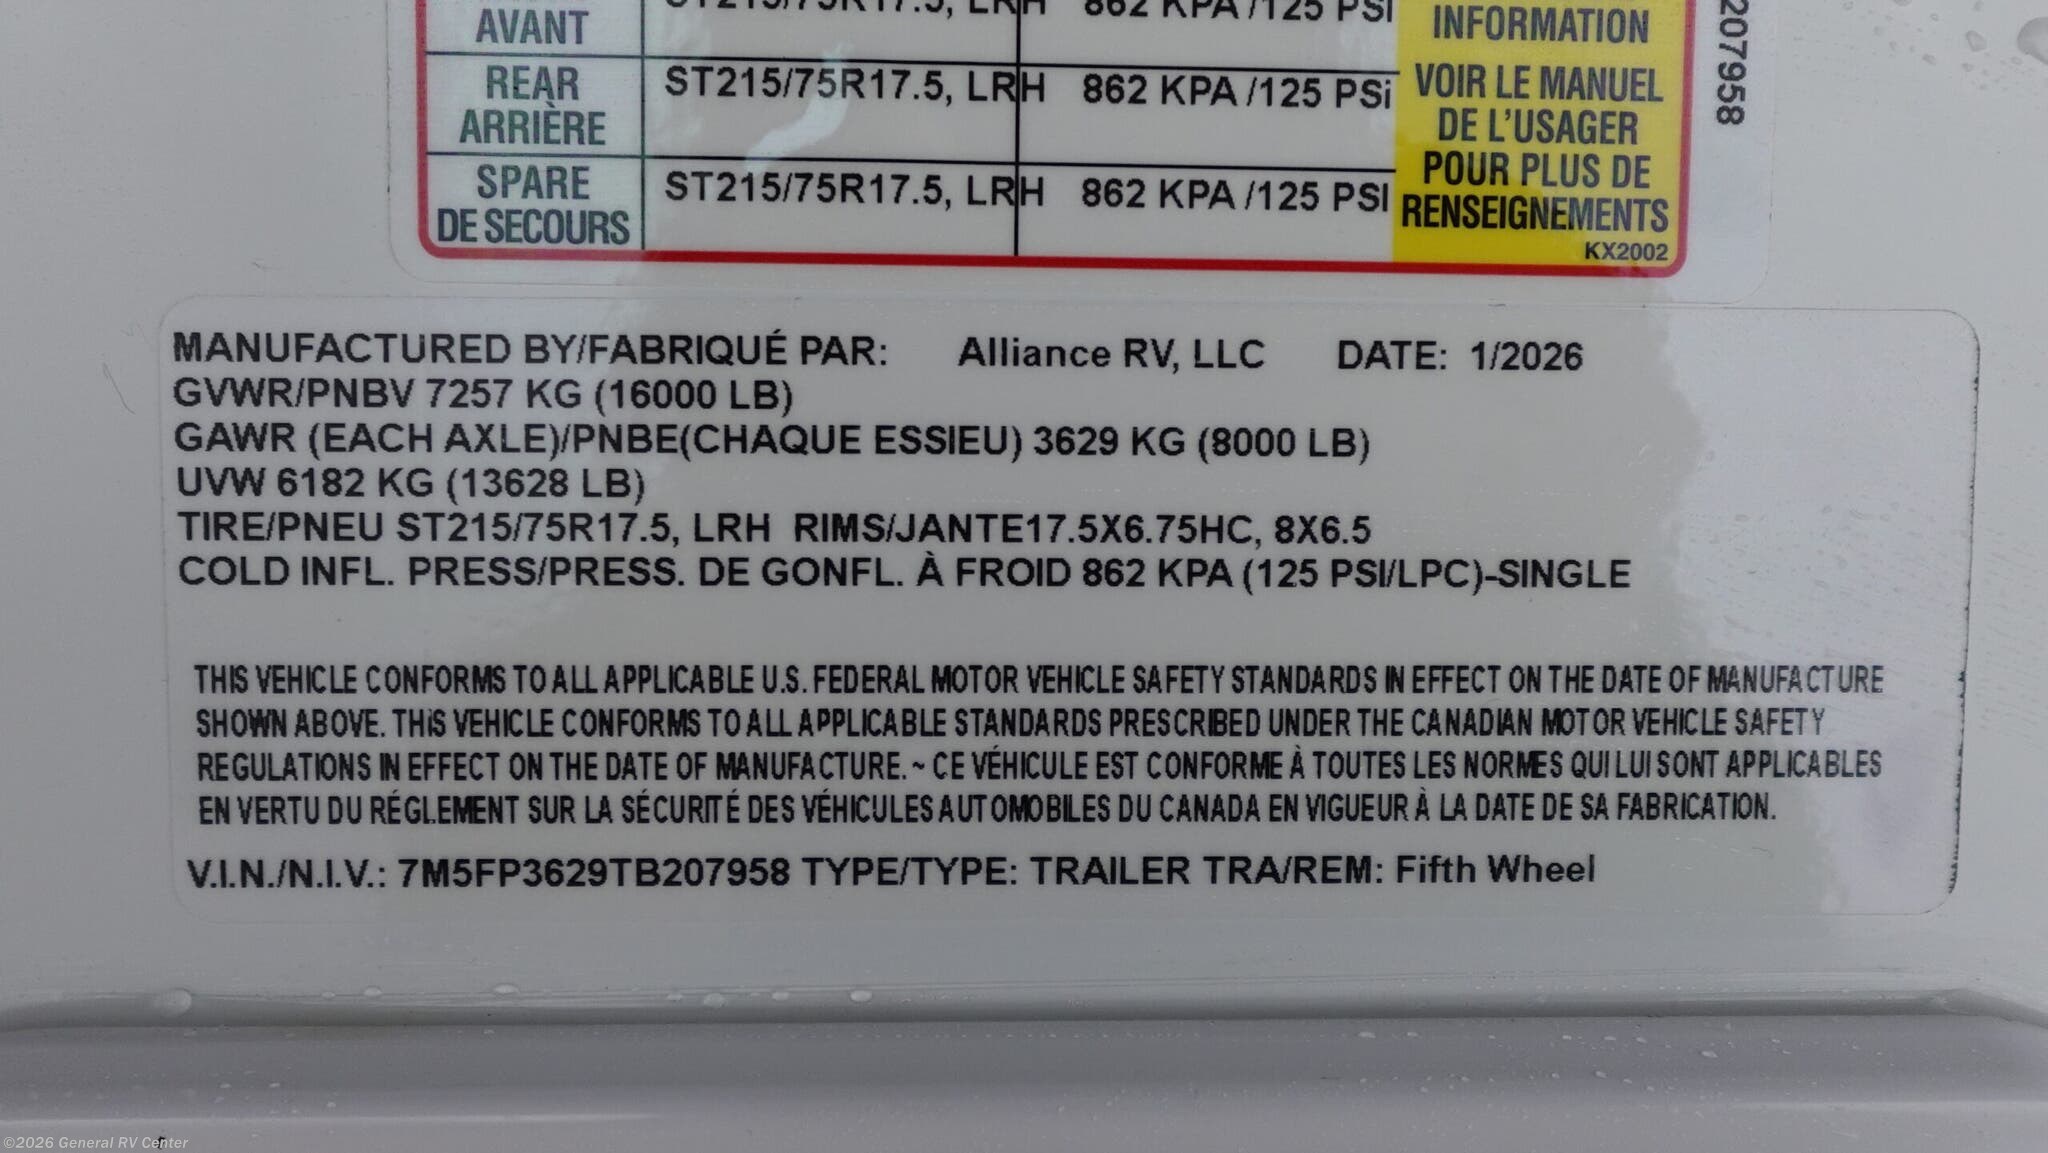 AVANT
ST215/75R17.5, LRH 862 KPA /125 PSI
INFORMATION
REAR
ARRIÈRE
ST215/75R17.5, LRH 862 KPA /125 PSi
VOIR LE MANUEL
DE L'USAGER
POUR PLUS DE
RENSEIGNEMENTS
SPARE
DE SECOURS
ST215/75R17.5, LRH 862 KPA /125 PSI
KX2002
207958
MANUFACTURED BY/FABRIQUÉ PAR: Alliance RV, LLC DATE: 1/2026
GVWR/PNBV 7257 KG (16000 LB)
GAWR (EACH AXLE)/PNBE(CHAQUE ESSIEU) 3629 KG (8000 LB)
UVW 6182 KG (13628 LB)
TIRE/PNEU ST215/75R17.5, LRH RIMS/JANTE17.5X6.75HC, 8X6.5
COLD INFL. PRESS/PRESS. DE GONFL. À FROID 862 KPA (125 PSI/LPC)-SINGLE
THIS VEHICLE CONFORMS TO ALL APPLICABLE U.S. FEDERAL MOTOR VEHICLE SAFETY STANDARDS IN EFFECT ON THE DATE OF MANUFACTURE
SHOWN ABOVE. THIS VEHICLE CONFORMS TO ALL APPLICABLE STANDARDS PRESCRIBED UNDER THE CANADIAN MOTOR VEHICLE SAFETY
REGULATIONS IN EFFECT ON THE DATE OF MANUFACTURE. ~ CE VÉHICULE EST CONFORME À TOUTES LES NORMES QUI LUI SONT APPLICABLES
EN VERTU DU RÉGLEMENT SUR LA SÉCURITÉ DES VÉHICULES AUTOMOBILES DU CANADA EN VIGUEUR À LA DATE DE SA FABRICATION.
V.I.N./N.I.V.: 7M5FP3629TB207958 TYPE/TYPE: TRAILER TRA/REM: Fifth Wheel
©2026 General RV Center